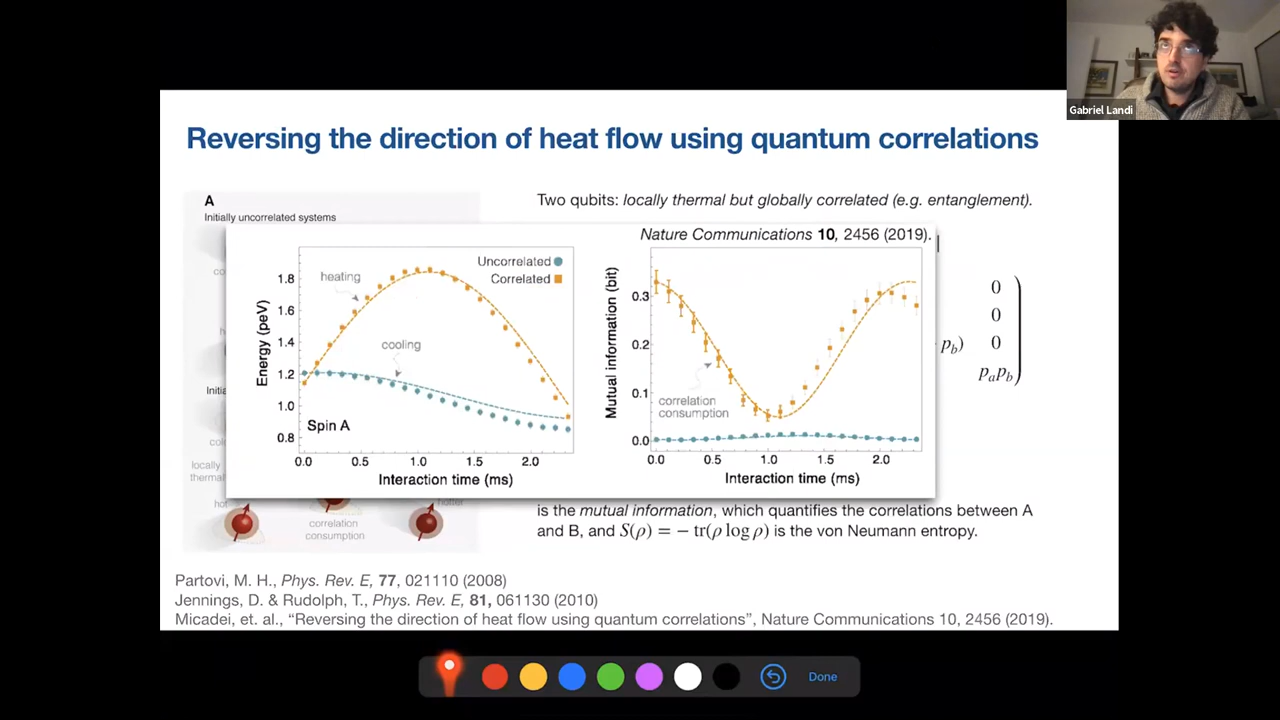 Gabriel Landi
Reversing the direction of heat flow using quantum correlations
A
Initially uncorrelated systems
Two qubits: locally thermal but globally correlated (e.g. entanglement).
Nature Communications 10, 2456 (2019).
Energy (peV)
1.8
1.6
1.4
1.2
1.0
0.8
heating
cooling
Uncorrelated
Correlated
Spin A
0.0 0.5 1.0 1.5 2.0
Interaction time (ms)
Mutual information (bit)
0.3
0.2
0.1
0.0
correlation
consumption
0.0 0.5 1.0 1.5 2.0
Interaction time (ms)
0
0
p_b) 0
p_a p_b
locally
thermal
hot
correlation
consumption
hotter
is the mutual information, which quantifies the correlations between A
and B, and S(ρ) = − tr(ρ log ρ) is the von Neumann entropy.
Partovi, M. H., Phys. Rev. E, 77, 021110 (2008)
Jennings, D. & Rudolph, T., Phys. Rev. E, 81, 061130 (2010)
Micadei, et. al., “Reversing the direction of heat flow using quantum correlations”, Nature Communications 10, 2456 (2019).
Done